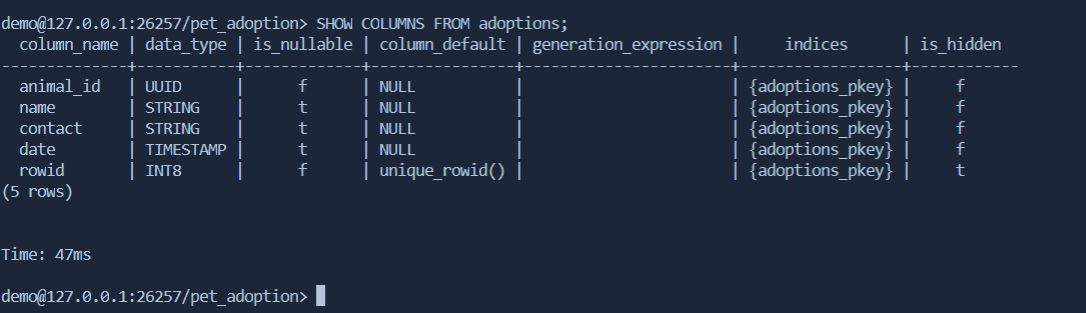 demo@127.0.0.1:26257/pet_adoption> SHOW COLUMNS FROM adoptions;
  column_name | data_type | is_nullable | column_default | generation_expression |     indices      | is_hidden
--------------+-----------+-------------+----------------+-----------------------+------------------+------------
  animal_id   | UUID      |      f      | NULL           |                       | {adoptions_pkey} |     f
  name        | STRING    |      t      | NULL           |                       | {adoptions_pkey} |     f
  contact     | STRING    |      t      | NULL           |                       | {adoptions_pkey} |     f
  date        | TIMESTAMP |      t      | NULL           |                       | {adoptions_pkey} |     f
  rowid       | INT8      |      f      | unique_rowid() |                       | {adoptions_pkey} |     t
(5 rows)
Time: 47ms
demo@127.0.0.1:26257/pet_adoption>